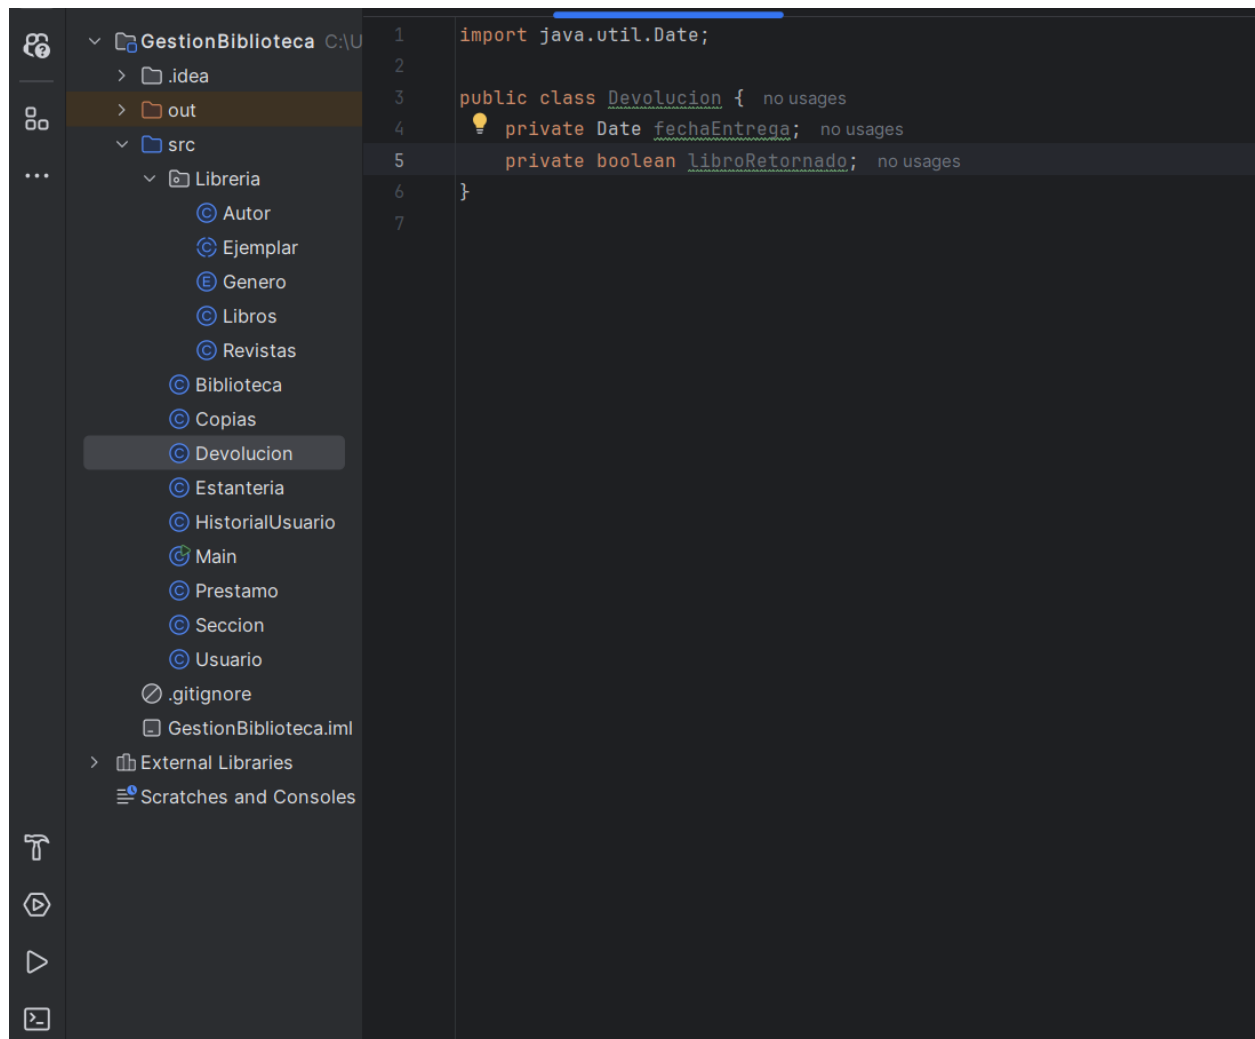 GestionBiblioteca C:\U
.idea
out
src
Libreria
Autor
Ejemplar
Genero
Libros
Revistas
Biblioteca
Copias
Devolucion
Estanteria
HistorialUsuario
Main
Prestamo
Seccion
Usuario
.gitignore
GestionBiblioteca.iml
External Libraries
Scratches and Consoles
1 import java.util.Date;
2
3 public class Devolucion { no usages
4 private Date fechaEntrega; no usages
5 private boolean libroRetornado; no usages
6 }
7